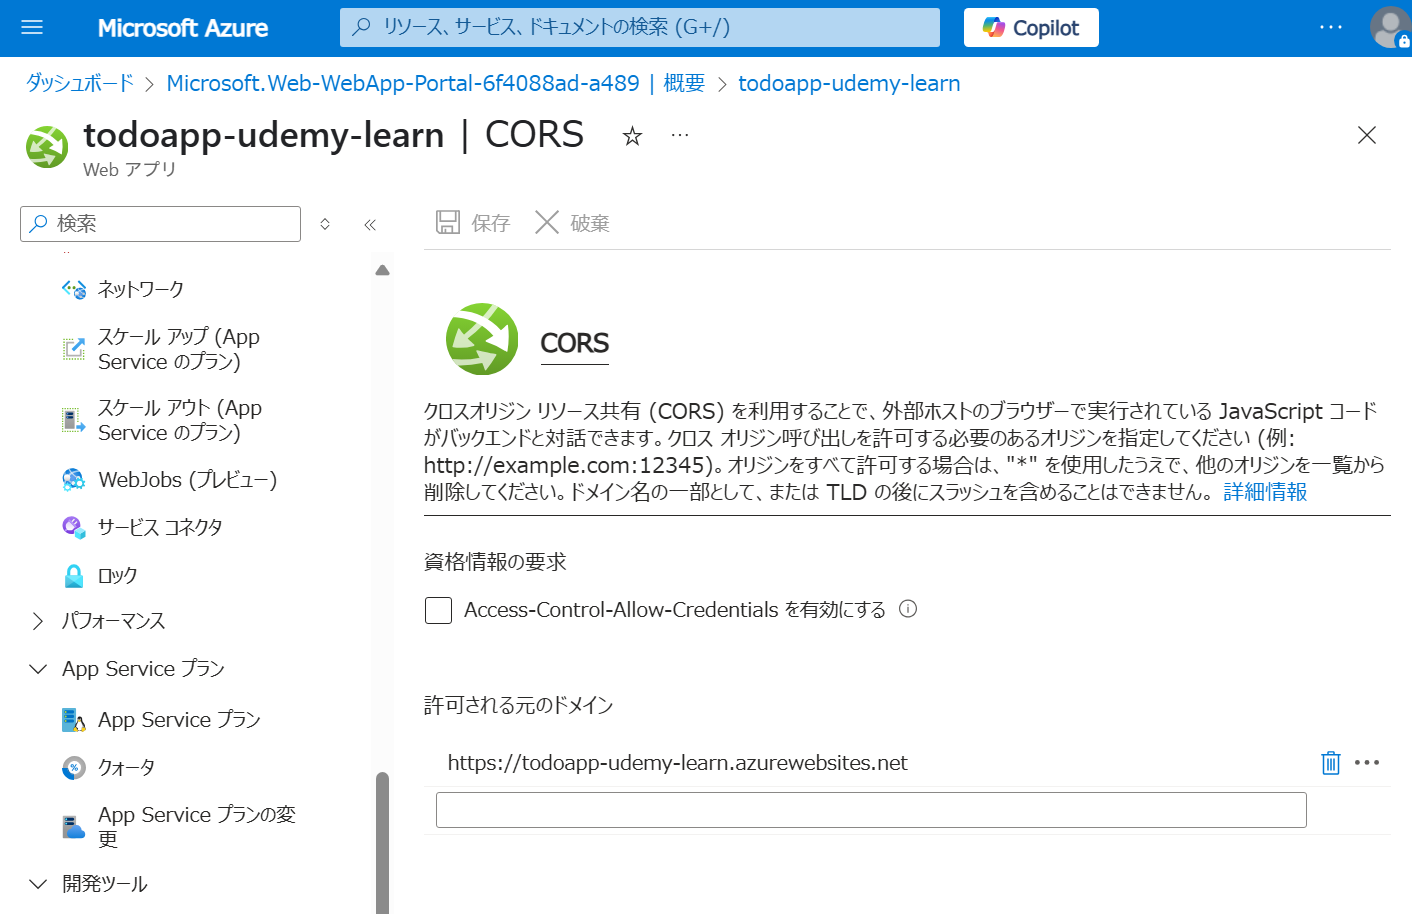 Microsoft Azure
リソース、サービス、ドキュメントの検索 (G+/)
Copilot
ダッシュボード > Microsoft.Web-WebApp-Portal-6f4088ad-a489 | 概要 > todoapp-udemy-learn
todoapp-udemy-learn | CORS
Web アプリ
検索
保存
破棄
ネットワーク
スケール アップ (App
Service のプラン)
スケール アウト (App
Service のプラン)
WebJobs (プレビュー)
サービス コネクタ
ロック
パフォーマンス
App Service プラン
App Service プラン
クォータ
App Service プランの変
更
開発ツール
CORS
クロスオリジン リソース共有 (CORS) を利用することで、外部ホストのブラウザーで実行されている JavaScript コード
がバックエンドと対話できます。クロス オリジン呼び出しを許可する必要のあるオリジンを指定してください (例:
http://example.com:12345)。オリジンをすべて許可する場合は、"*" を使用したうえで、他のオリジンを一覧から
削除してください。ドメイン名の一部として、または TLD の後にスラッシュを含めることはできません。 詳細情報
資格情報の要求
Access-Control-Allow-Credentials を有効にする
許可される元のドメイン
https://todoapp-udemy-learn.azurewebsites.net